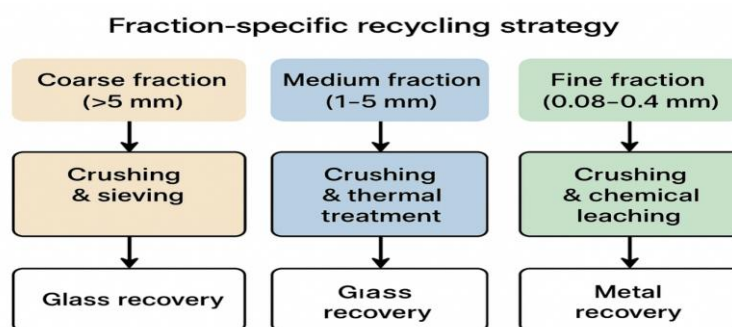 Fraction-specific recycling strategy
Coarse fraction
(>5 mm)
Medium fraction
(1–5 mm)
Fine fraction
(0.08–0.4 mm)
Crushing
& sieving
Crushing
& thermal
treatment
Crushing
& chemical
leaching
Glass recovery
Gıass
recovery
Metal
recovery